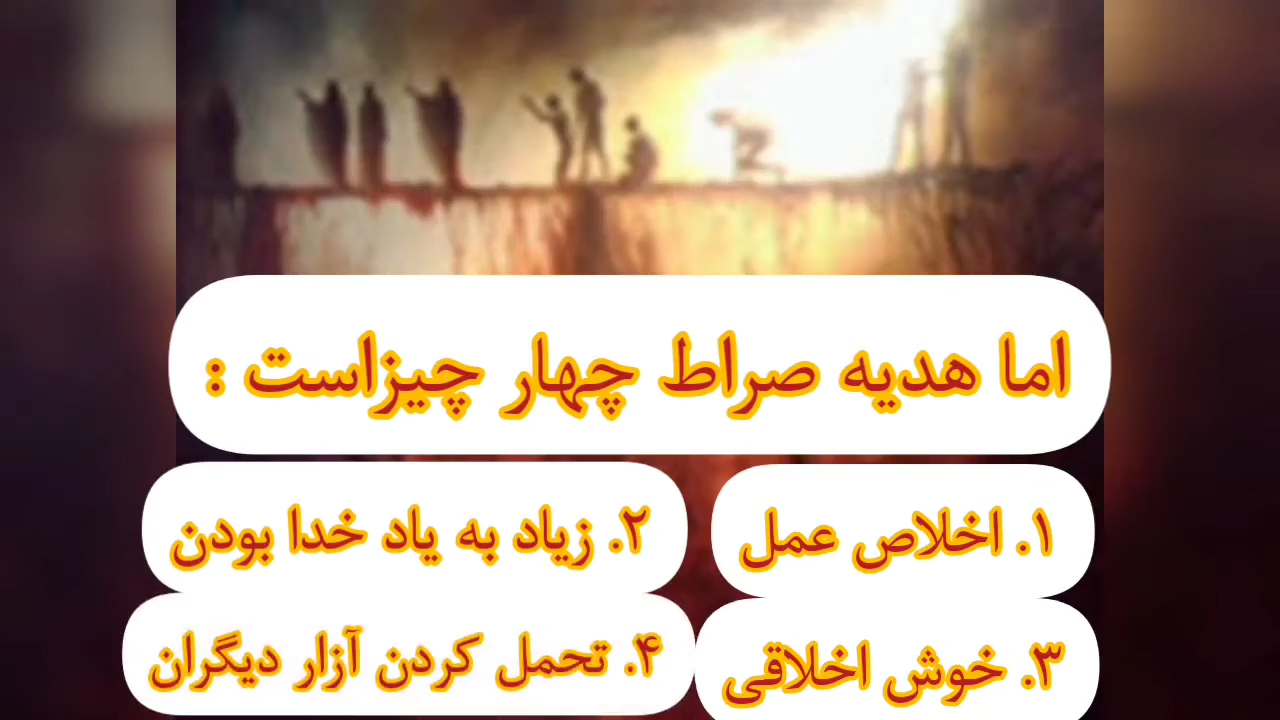 اما هدیه صراط چهار چیزاست :
۱. اخلاص عمل
۲. زیاد به یاد خدا بودن
۳. خوش اخلاقی
۴. تحمل کردن آزار دیگران